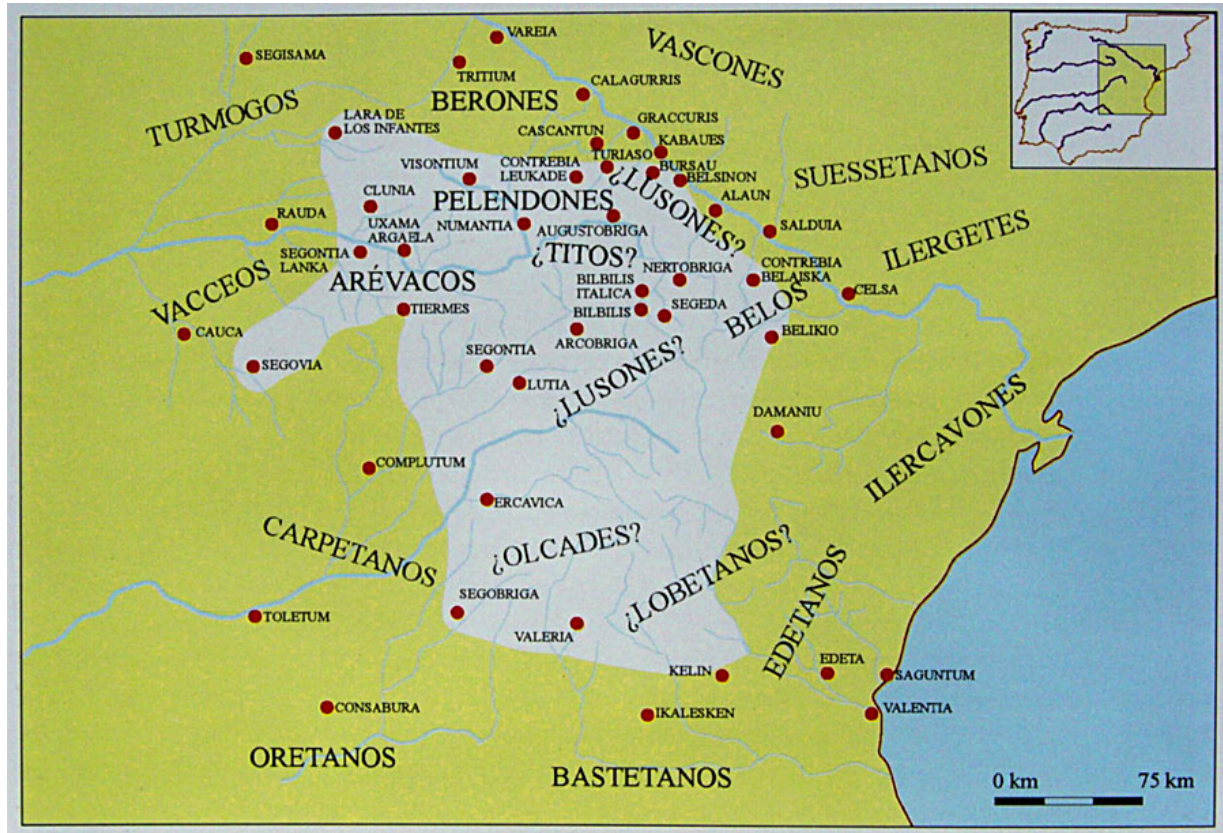 VAREIA
SEGISAMA
VASCONES
TRITIUM
CALAGURRIS
BERONES
TURMOGOS
LARA DE
LOS INFANTES
GRACCURIS
CASCANTUN
KABAUES
TURIASO
VISONTIUM
CONTREBIA
LEUKADE
BURSAU
BELSINON
SUESSETANOS
¿LUSONES?
CLUNIA
PELENDONES
ALAUN
RAUDA
UXAMA
ARGAELA
NUMANTIA
AUGUSTOBRIGA
SALDUIA
ILERGETES
SEGONTIA
LANKA
¿TITOS?
ARÉVACOS
VACCEOS
NERTOBRIGA
CONTREBIA
BELAISKA
BILBILIS
ITALICA
CELSA
TIERMES
BILBILIS
SEGEDA
BELOS
CAUCA
ARCOBRIGA
BELIKIO
SEGOVIA
SEGONTIA
LUTIA
¿LUSONES?
DAMANIU
ILERCAVONES
COMPLUTUM
ERCAVICA
CARPETANOS
¿OLCADES?
¿LOBETANOS?
SEGOBRIGA
TOLETUM
VALERIA
EDETANOS
KELIN
EDETA
SAGUNTUM
CONSABURA
IKALESKEN
VALENTIA
ORETANOS
BASTETANOS
0 km
75 km